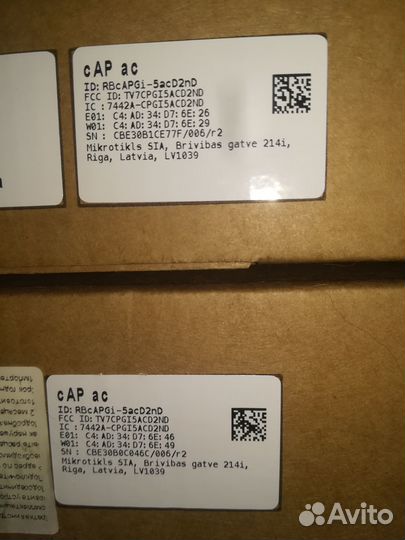 cAP ac
ID: RBcAPGi-5acD2nD
FCC ID: TV7CPGI5ACD2ND
IC : 7442A-CPGI5ACD2ND
E01: C4:AD:34:D7:6E:26
W01: C4:AD:34:D7:6E:29
SN : CBE30B1CE77F/006/r2
Mikrotikls SIA, Brivibas gatve 214i,
Riga, Latvia, LV1039
cAP ac
ID: RBcAPGi-5acD2nD
FCC ID: TV7CPGI5ACD2ND
IC : 7442A-CPGI5ACD2ND
E01: C4:AD:34:D7:6E:46
W01: C4:AD:34:D7:6E:49
SN : CBE30B0C046C/006/r2
Mikrotikls SIA, Brivibas gatve 214i,
Riga, Latvia, LV1039
Avito